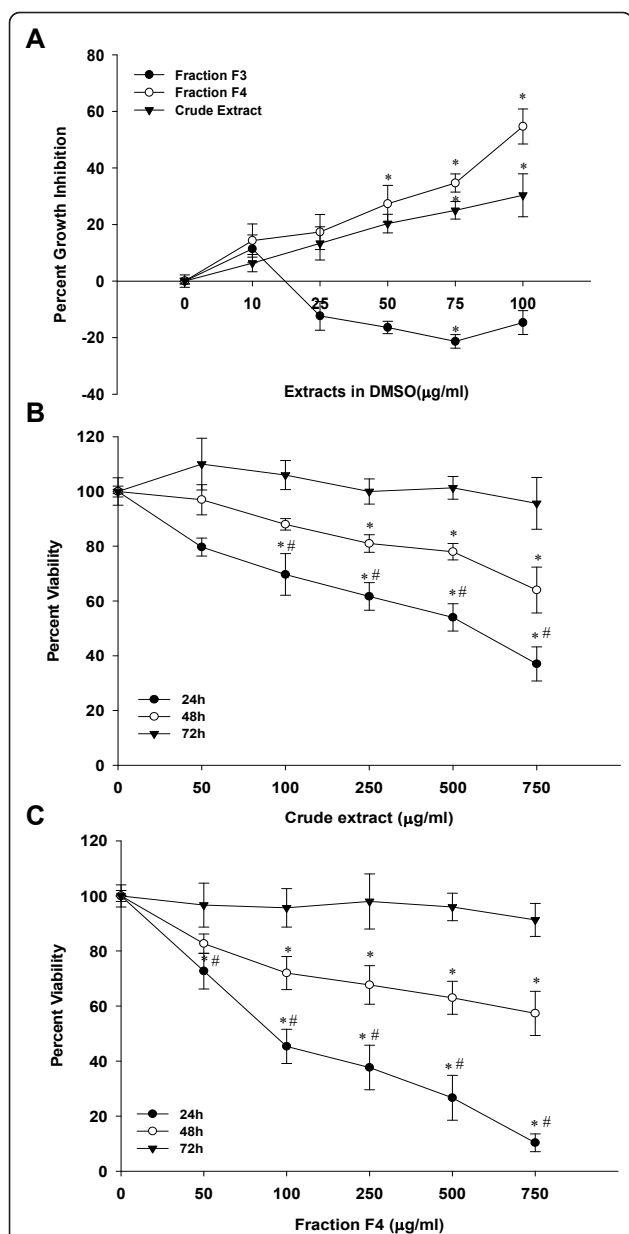 A
80
60
40
20
0
-20
-40
Percent Growth Inhibition
Fraction F3
Fraction F4
Crude Extract
* * * * * *
0 10 25 50 75 100
Extracts in DMSO(μg/ml)
B
120
100
80
60
40
20
0
Percent Viability
* * *
*# *# *# *#
24h
48h
72h
0 50 100 250 500 750
Crude extract (μg/ml)
C
120
100
80
60
40
20
0
Percent Viability
* * * *
*# *# *# *# *#
24h
48h
72h
0 50 100 250 500 750
Fraction F4 (μg/ml)